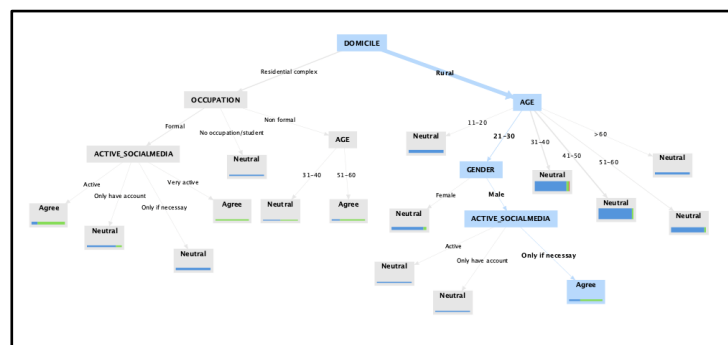 DOMICILE
Residential complex
Rural
OCCUPATION
AGE
Formal
No occupation/student
Non formal
11-20
21-30
31-40
41-50
51-60
>60
ACTIVE_SOCIALMEDIA
Neutral
AGE
Neutral
GENDER
Neutral
Neutral
Neutral
Neutral
Active
Only have account
Only if necessay
Very active
31-40
51-60
Female
Male
Agree
Neutral
Neutral
Agree
Neutral
Agree
Neutral
ACTIVE_SOCIALMEDIA
Active
Only have account
Only if necessay
Neutral
Neutral
Agree